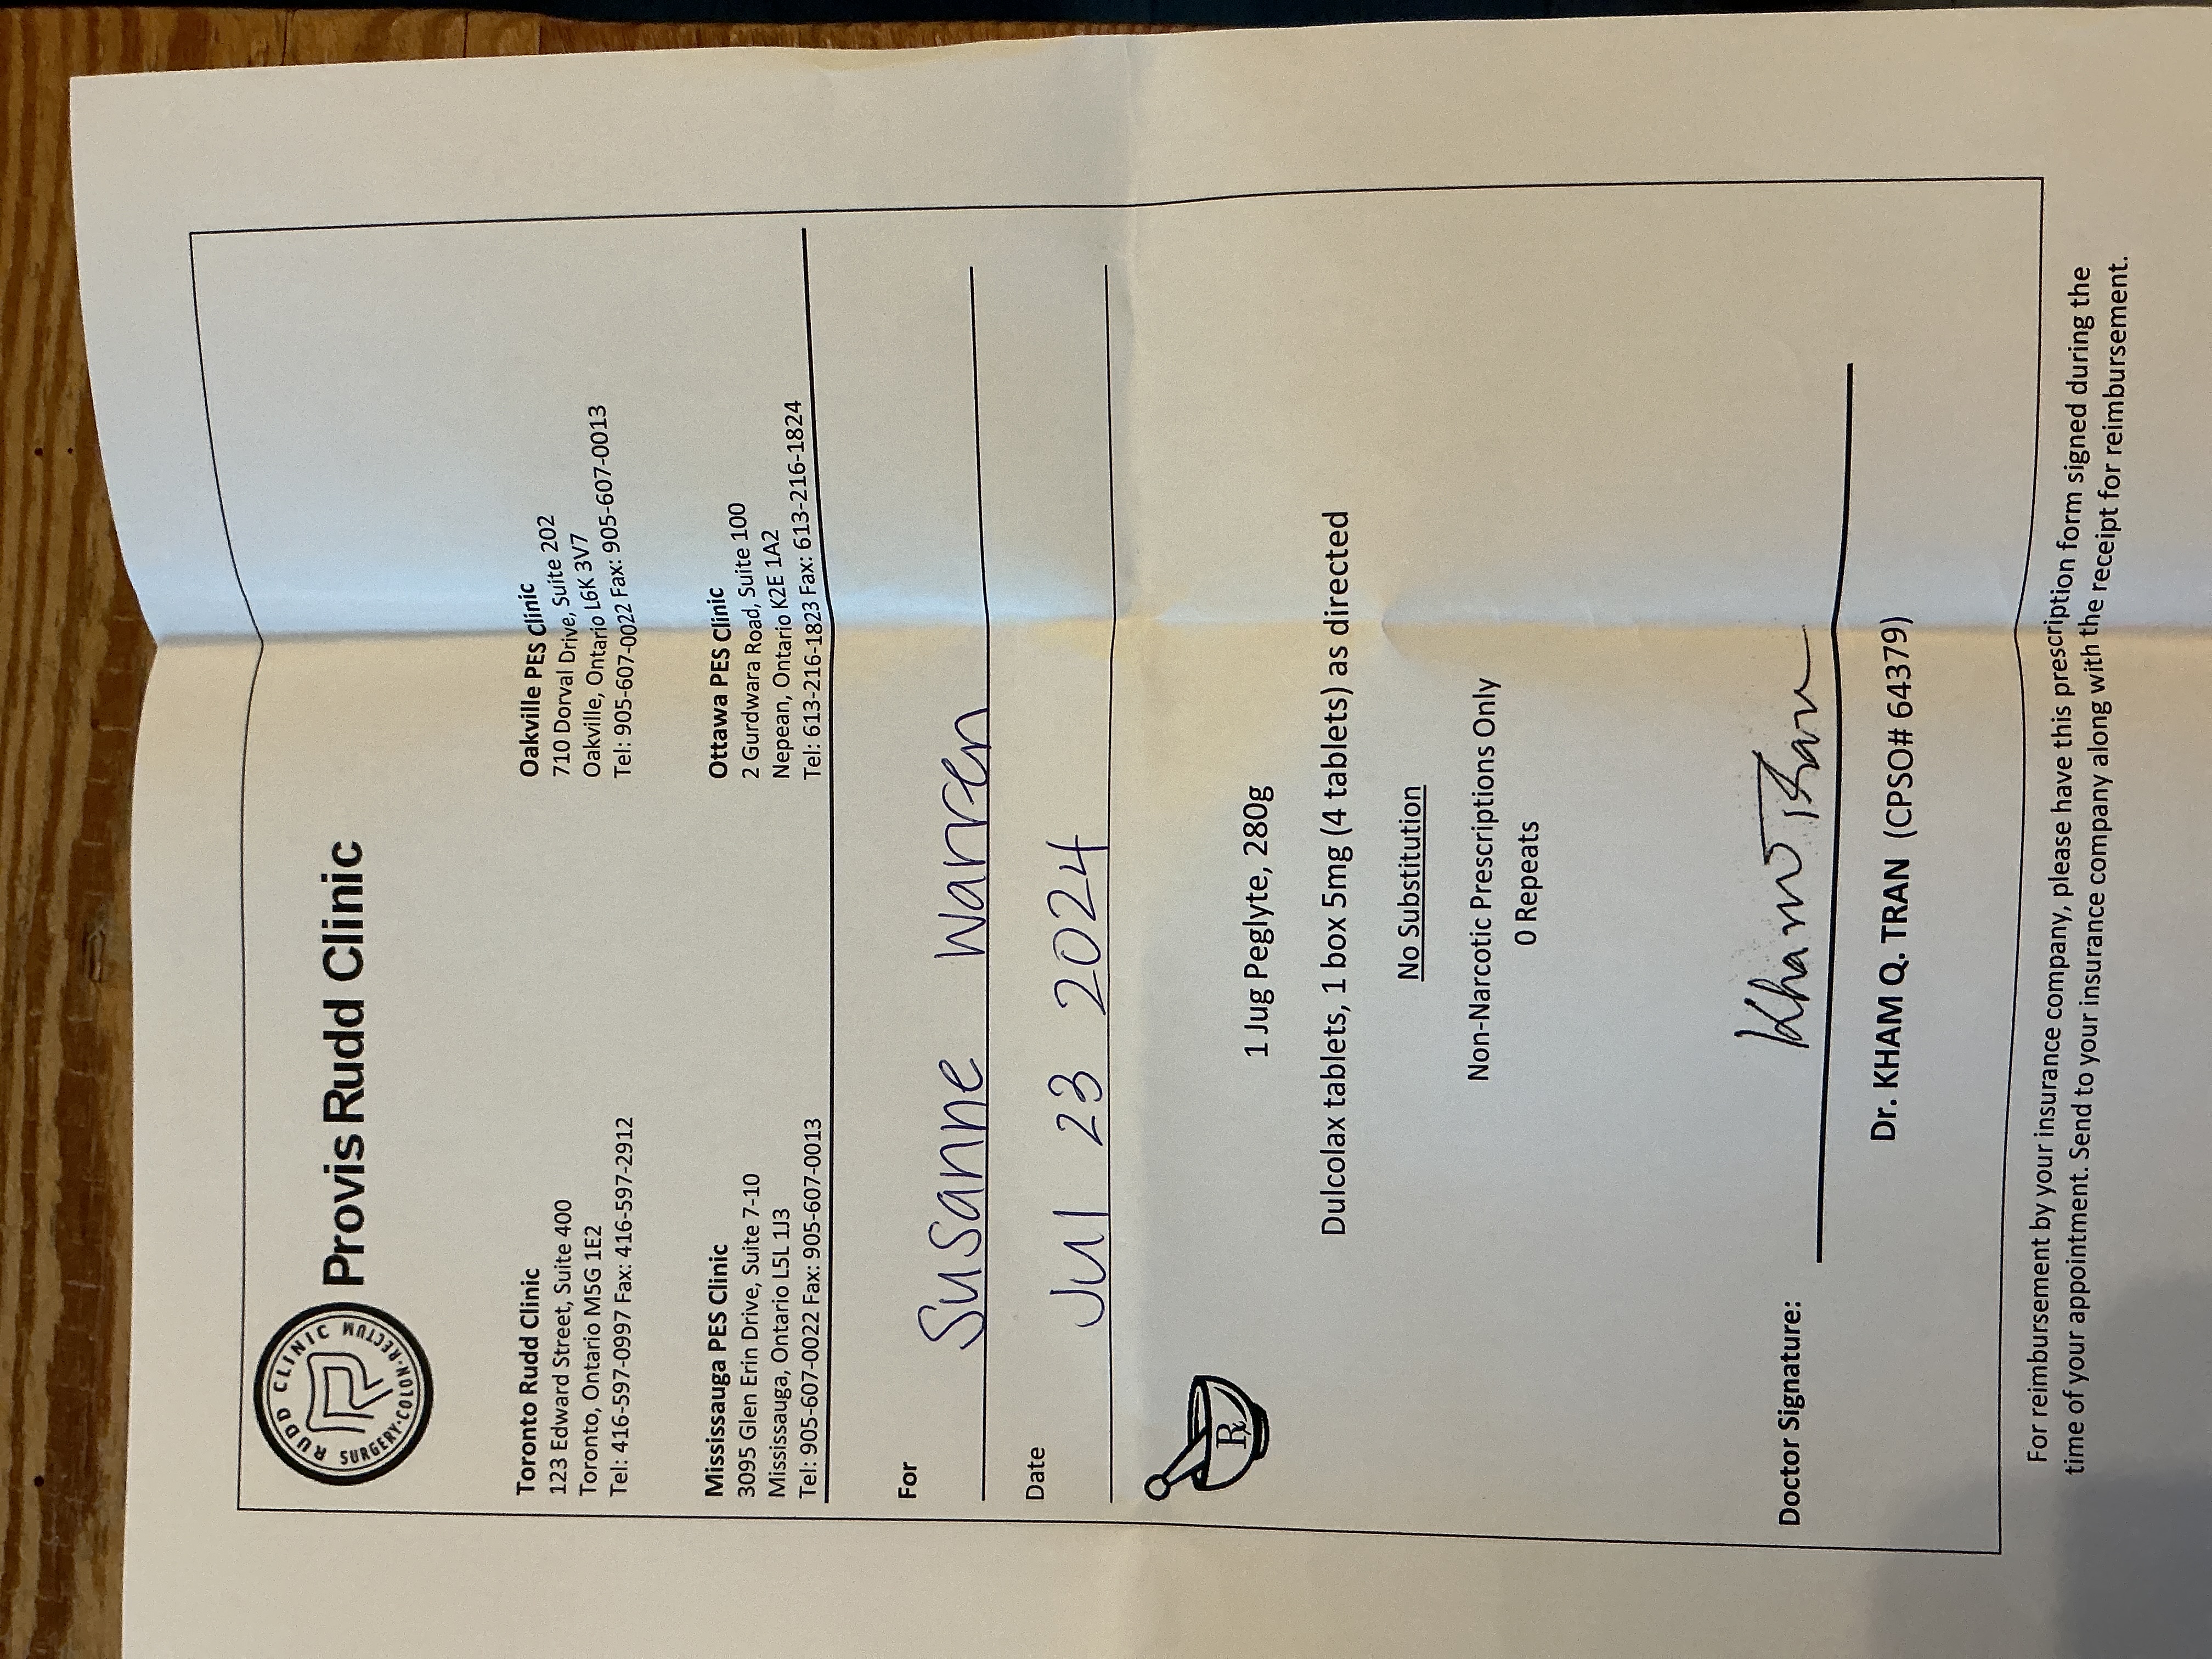 RUDD CLINIC
SURGERY·COLON·RECTUM
Provis Rudd Clinic
Toronto Rudd Clinic
123 Edward Street, Suite 400
Toronto, Ontario M5G 1E2
Tel: 416-597-0997 Fax: 416-597-2912
Oakville PES Clinic
710 Dorval Drive, Suite 202
Oakville, Ontario L6K 3V7
Tel: 905-607-0022 Fax: 905-607-0013
Mississauga PES Clinic
3095 Glen Erin Drive, Suite 7-10
Mississauga, Ontario L5L 1J3
Tel: 905-607-0022 Fax: 905-607-0013
Ottawa PES Clinic
2 Gurdwara Road, Suite 100
Nepean, Ontario K2E 1A2
Tel: 613-216-1823 Fax: 613-216-1824
For
Susanne Warren
Date
Jul 23 2024
Rx
1 Jug Peglyte, 280g
Dulcolax tablets, 1 box 5mg (4 tablets) as directed
No Substitution
Non-Narcotic Prescriptions Only
0 Repeats
Doctor Signature: Kham Tran
Dr. KHAM Q. TRAN (CPSO# 64379)
For reimbursement by your insurance company, please have this prescription form signed during the
time of your appointment. Send to your insurance company along with the receipt for reimbursement.